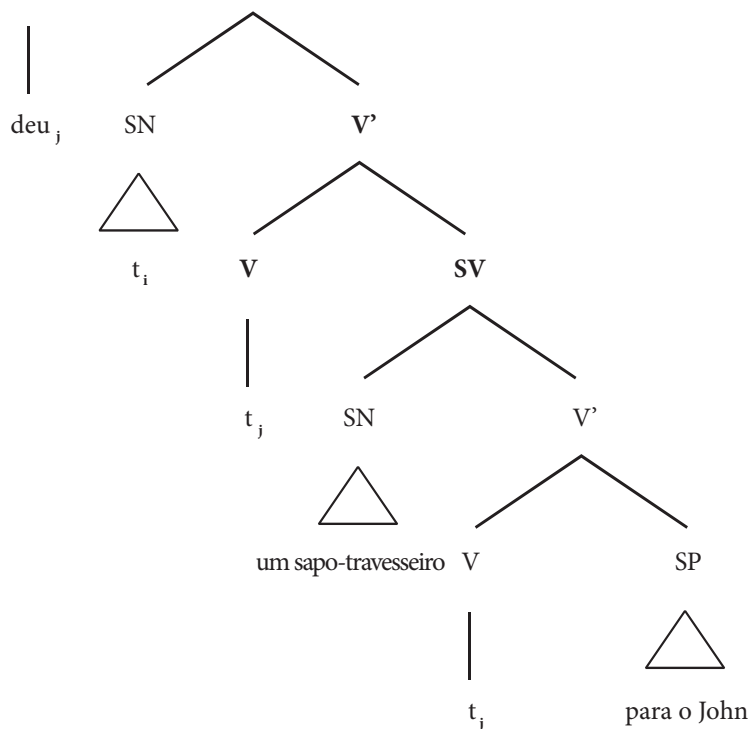 deu j SN V’
t i V SV
t j SN V’
um sapo-travesseiro V SP
t j para o John